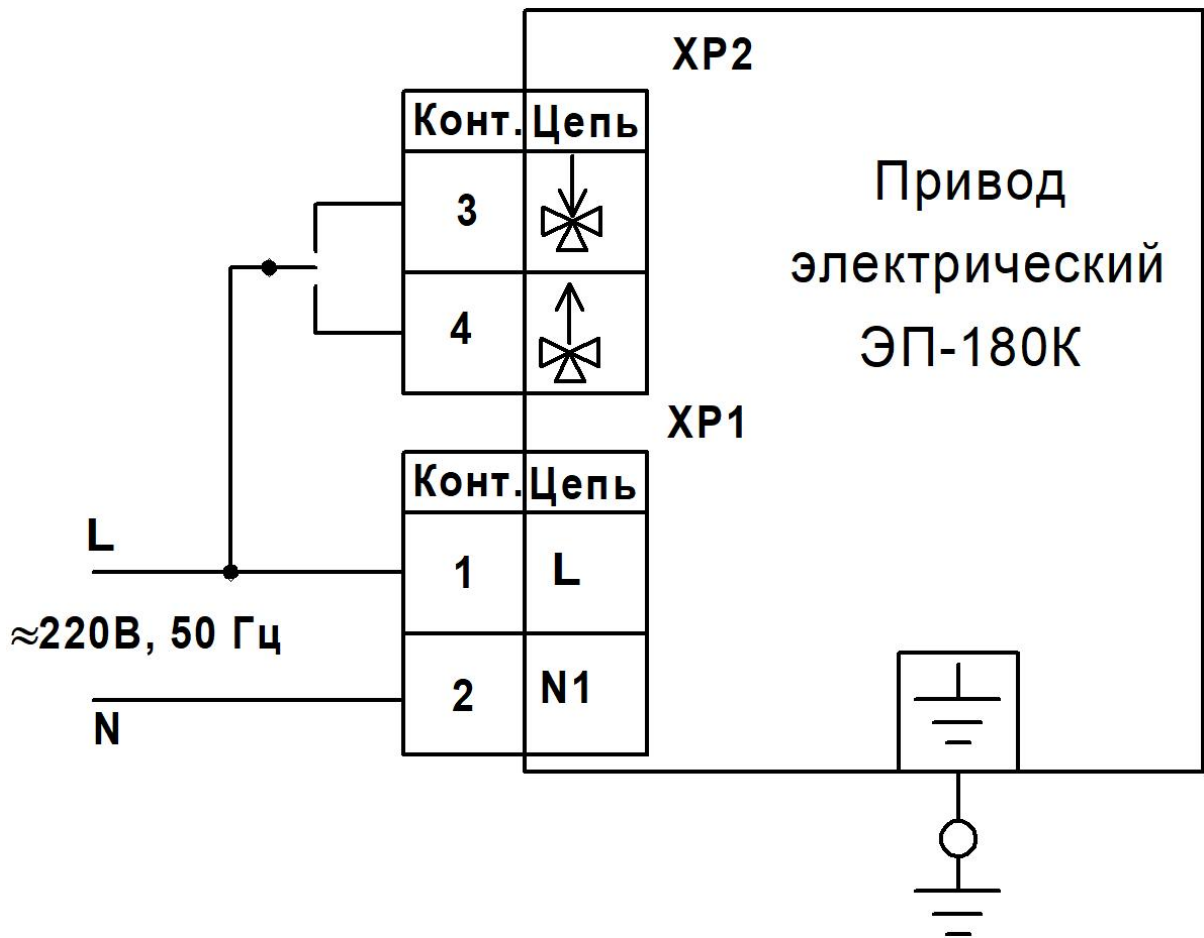 XP2
Конт. Цепь
3
4
Привод
электрический
ЭП-180К
XP1
Конт. Цепь
L
1 L
≈220В, 50 Гц
2 N1
N